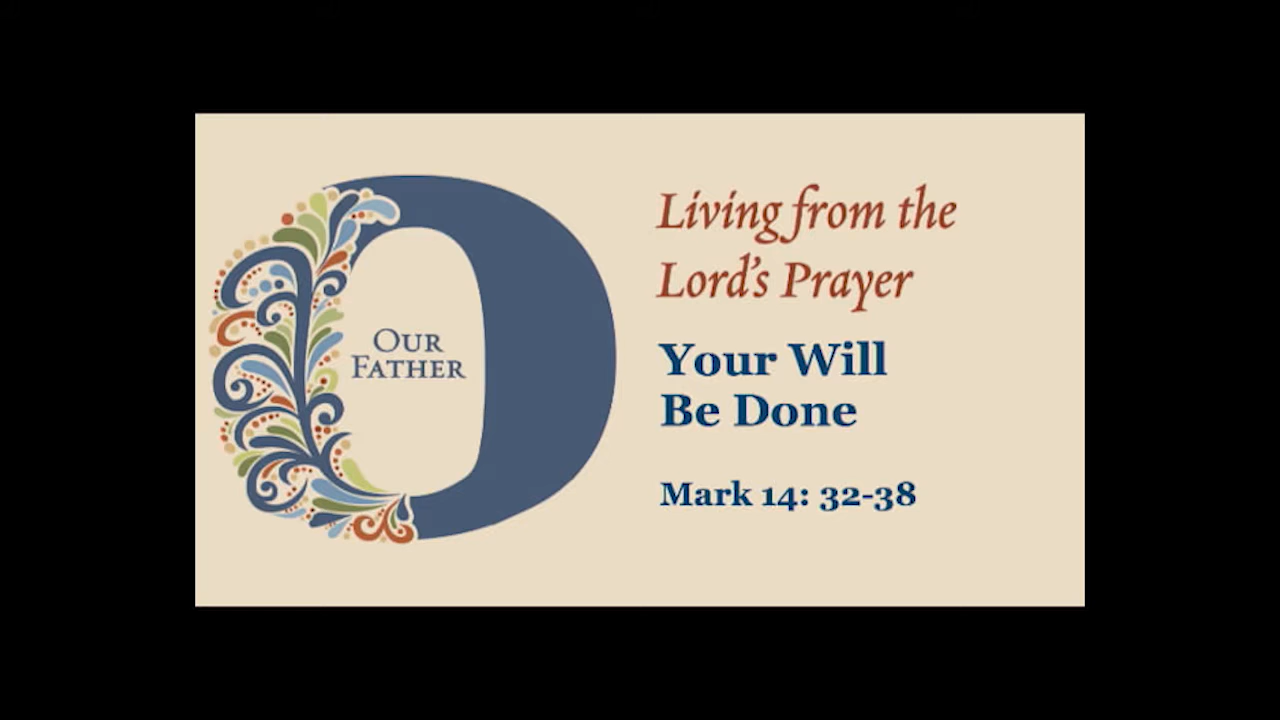 OUR
FATHER
Living from the
Lord's Prayer
Your Will
Be Done
Mark 14: 32-38